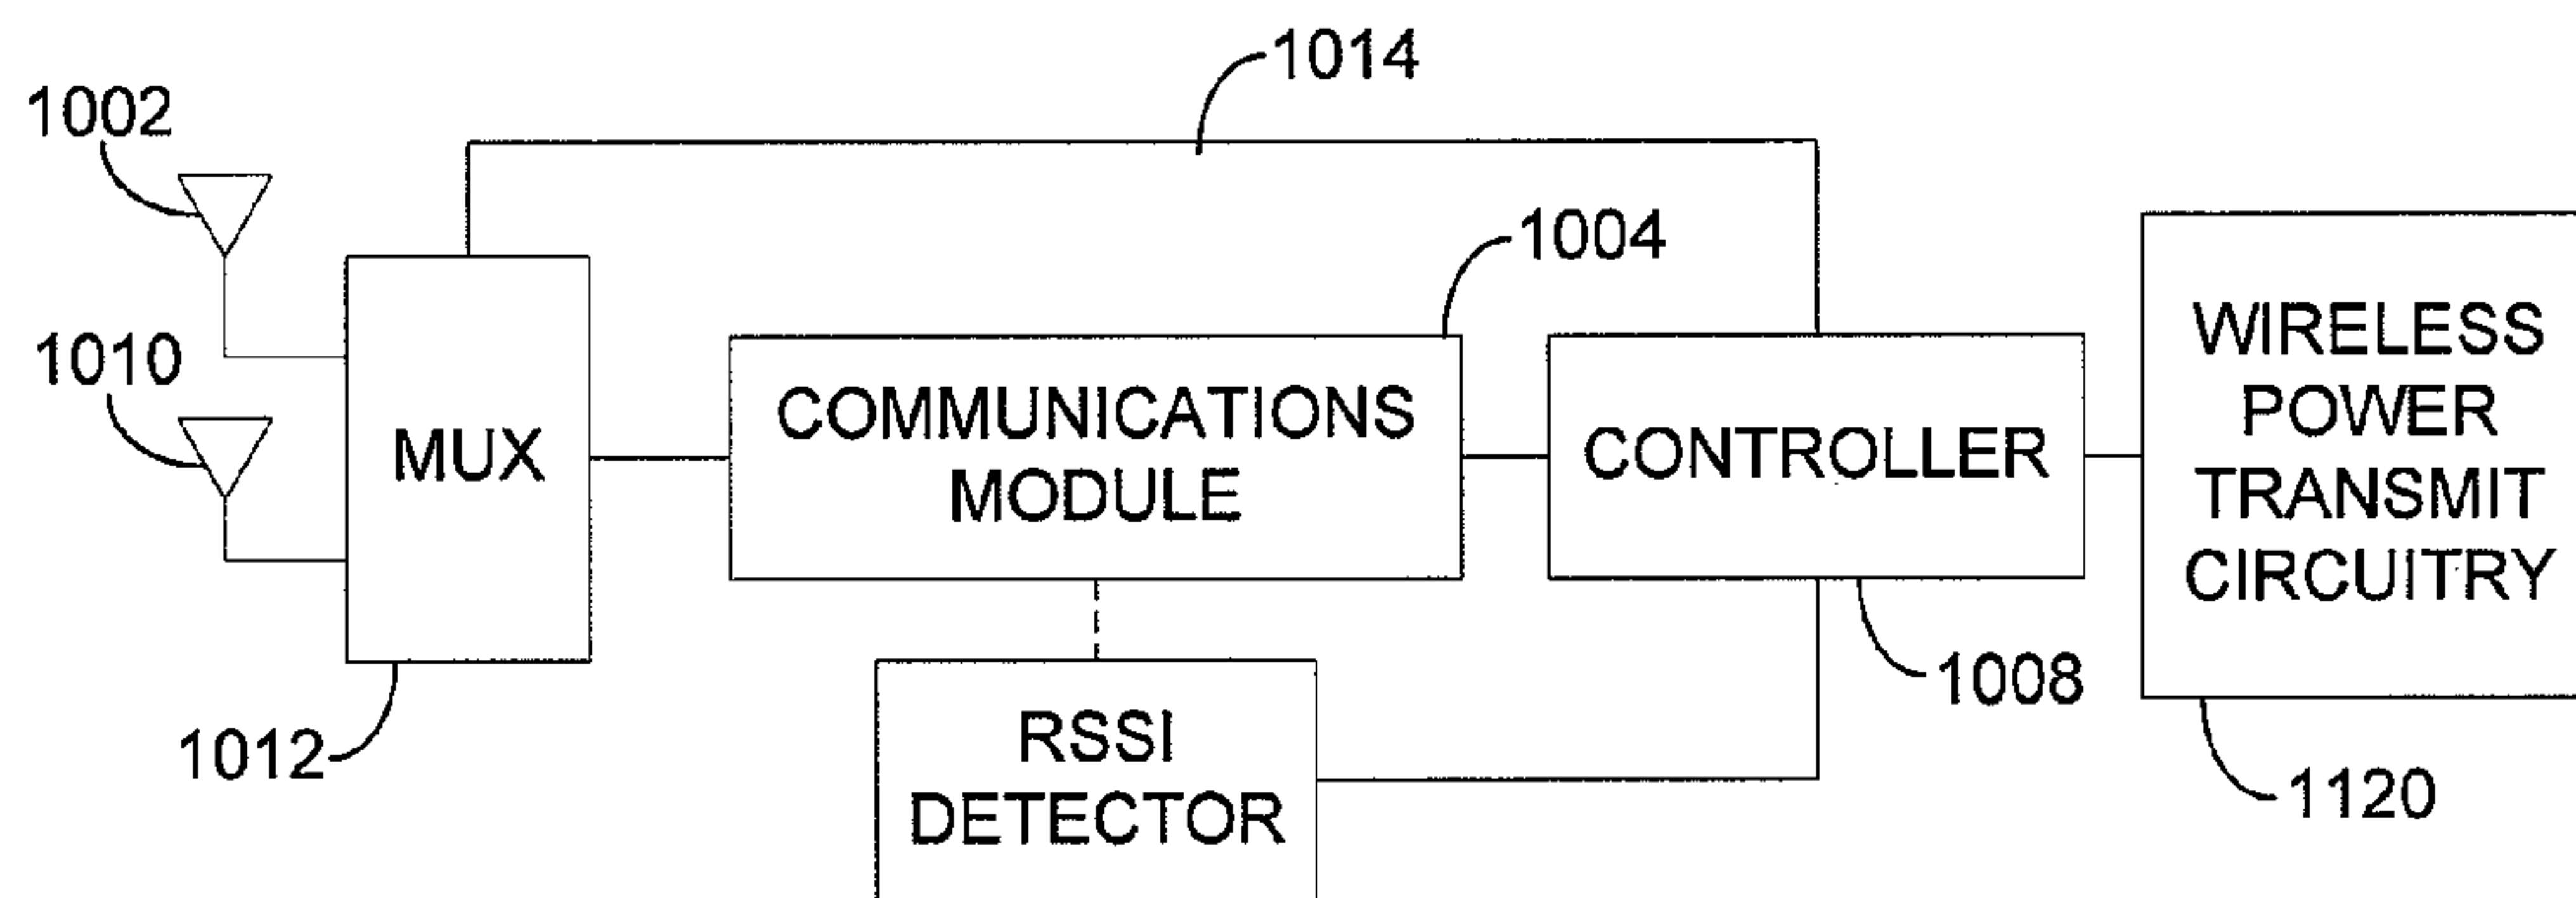 1014
1002
1004
1010
MUX
COMMUNICATIONS
MODULE
CONTROLLER
WIRELESS
POWER
TRANSMIT
CIRCUITRY
1008
1012
RSSI
DETECTOR
1120